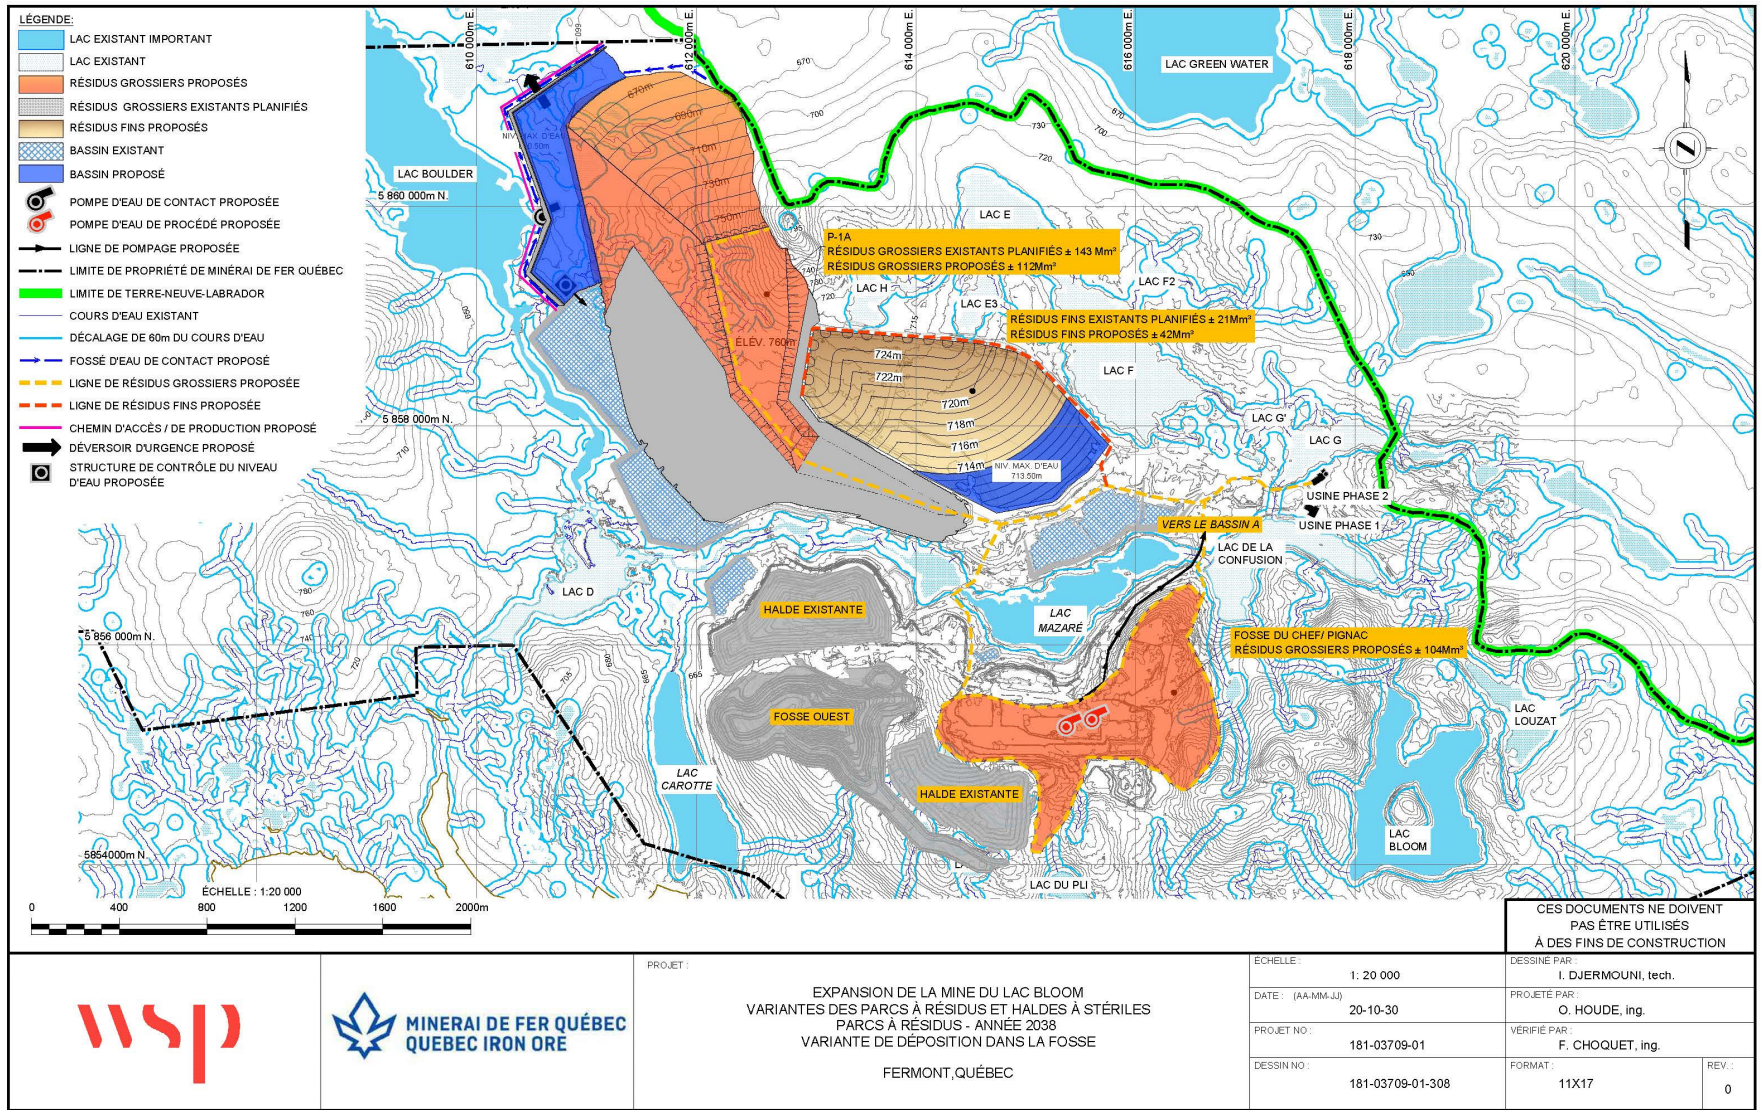 LÉGENDE:
LAC EXISTANT IMPORTANT
LAC EXISTANT
RÉSIDUS GROSSIERS PROPOSÉS
RÉSIDUS GROSSIERS EXISTANTS PLANIFIÉS
RÉSIDUS FINS PROPOSÉS
BASSIN EXISTANT
BASSIN PROPOSÉ
POMPE D'EAU DE CONTACT PROPOSÉE
POMPE D'EAU DE PROCÉDÉ PROPOSÉE
LIGNE DE POMPAGE PROPOSÉE
LIMITE DE PROPRIÉTÉ DE MINERAI DE FER QUÉBEC
LIMITE DE TERRE-NEUVE-LABRADOR
COURS D'EAU EXISTANT
DÉCALAGE DE 60m DU COURS D'EAU
FOSSÉ D'EAU DE CONTACT PROPOSÉ
LIGNE DE RÉSIDUS GROSSIERS PROPOSÉE
LIGNE DE RÉSIDUS FINS PROPOSÉE
CHEMIN D'ACCÈS / DE PRODUCTION PROPOSÉ
DÉVERSOIR D'URGENCE PROPOSÉ
STRUCTURE DE CONTRÔLE DU NIVEAU
D'EAU PROPOSÉE
610 000m E.
612 000m E.
614 000m E.
616 000m E.
618 000m E.
620 000m E.
5 860 000m N.
5 858 000m N.
5 856 000m N.
5854000m N.
LAC GREEN WATER
LAC BOULDER
LAC E
P-1A
RÉSIDUS GROSSIERS EXISTANTS PLANIFIÉS ± 143 Mm³
RÉSIDUS GROSSIERS PROPOSÉS ± 112Mm³
LAC H
LAC E3
LAC F2
RÉSIDUS FINS EXISTANTS PLANIFIÉS ± 21Mm³
RÉSIDUS FINS PROPOSÉS ± 42Mm³
670m
690m
710m
730m
750m
ÉLÉV. 760m
724m
722m
720m
718m
716m
714m
NIV. MAX. D'EAU
713.50m
LAC F
LAC G'
LAC G
USINE PHASE 2
USINE PHASE 1
VERS LE BASSIN A
LAC DE LA
CONFUSION
LAC D
HALDE EXISTANTE
LAC
MAZARÉ
FOSSE DU CHEF/ PIGNAC
RÉSIDUS GROSSIERS PROPOSÉS ± 104Mm³
FOSSE OUEST
LAC
LOUZAT
LAC
CAROTTE
HALDE EXISTANTE
LAC
BLOOM
LAC DU PLI
ÉCHELLE : 1:20 000
0 400 800 1200 1600 2000m
CES DOCUMENTS NE DOIVENT
PAS ÊTRE UTILISÉS
À DES FINS DE CONSTRUCTION
wsp
MINERAI DE FER QUÉBEC
QUEBEC IRON ORE
PROJET :
EXPANSION DE LA MINE DU LAC BLOOM
VARIANTES DES PARCS À RÉSIDUS ET HALDES À STÉRILES
PARCS À RÉSIDUS - ANNÉE 2038
VARIANTE DE DÉPOSITION DANS LA FOSSE
FERMONT,QUÉBEC
ÉCHELLE :
1: 20 000
DATE : (AA-MM-JJ)
20-10-30
PROJET NO :
181-03709-01
DESSIN NO :
181-03709-01-308
DESSINÉ PAR :
I. DJERMOUNI, tech.
PROJETÉ PAR :
O. HOUDE, ing.
VÉRIFIÉ PAR :
F. CHOQUET, ing.
FORMAT :
11X17
REV. :
0